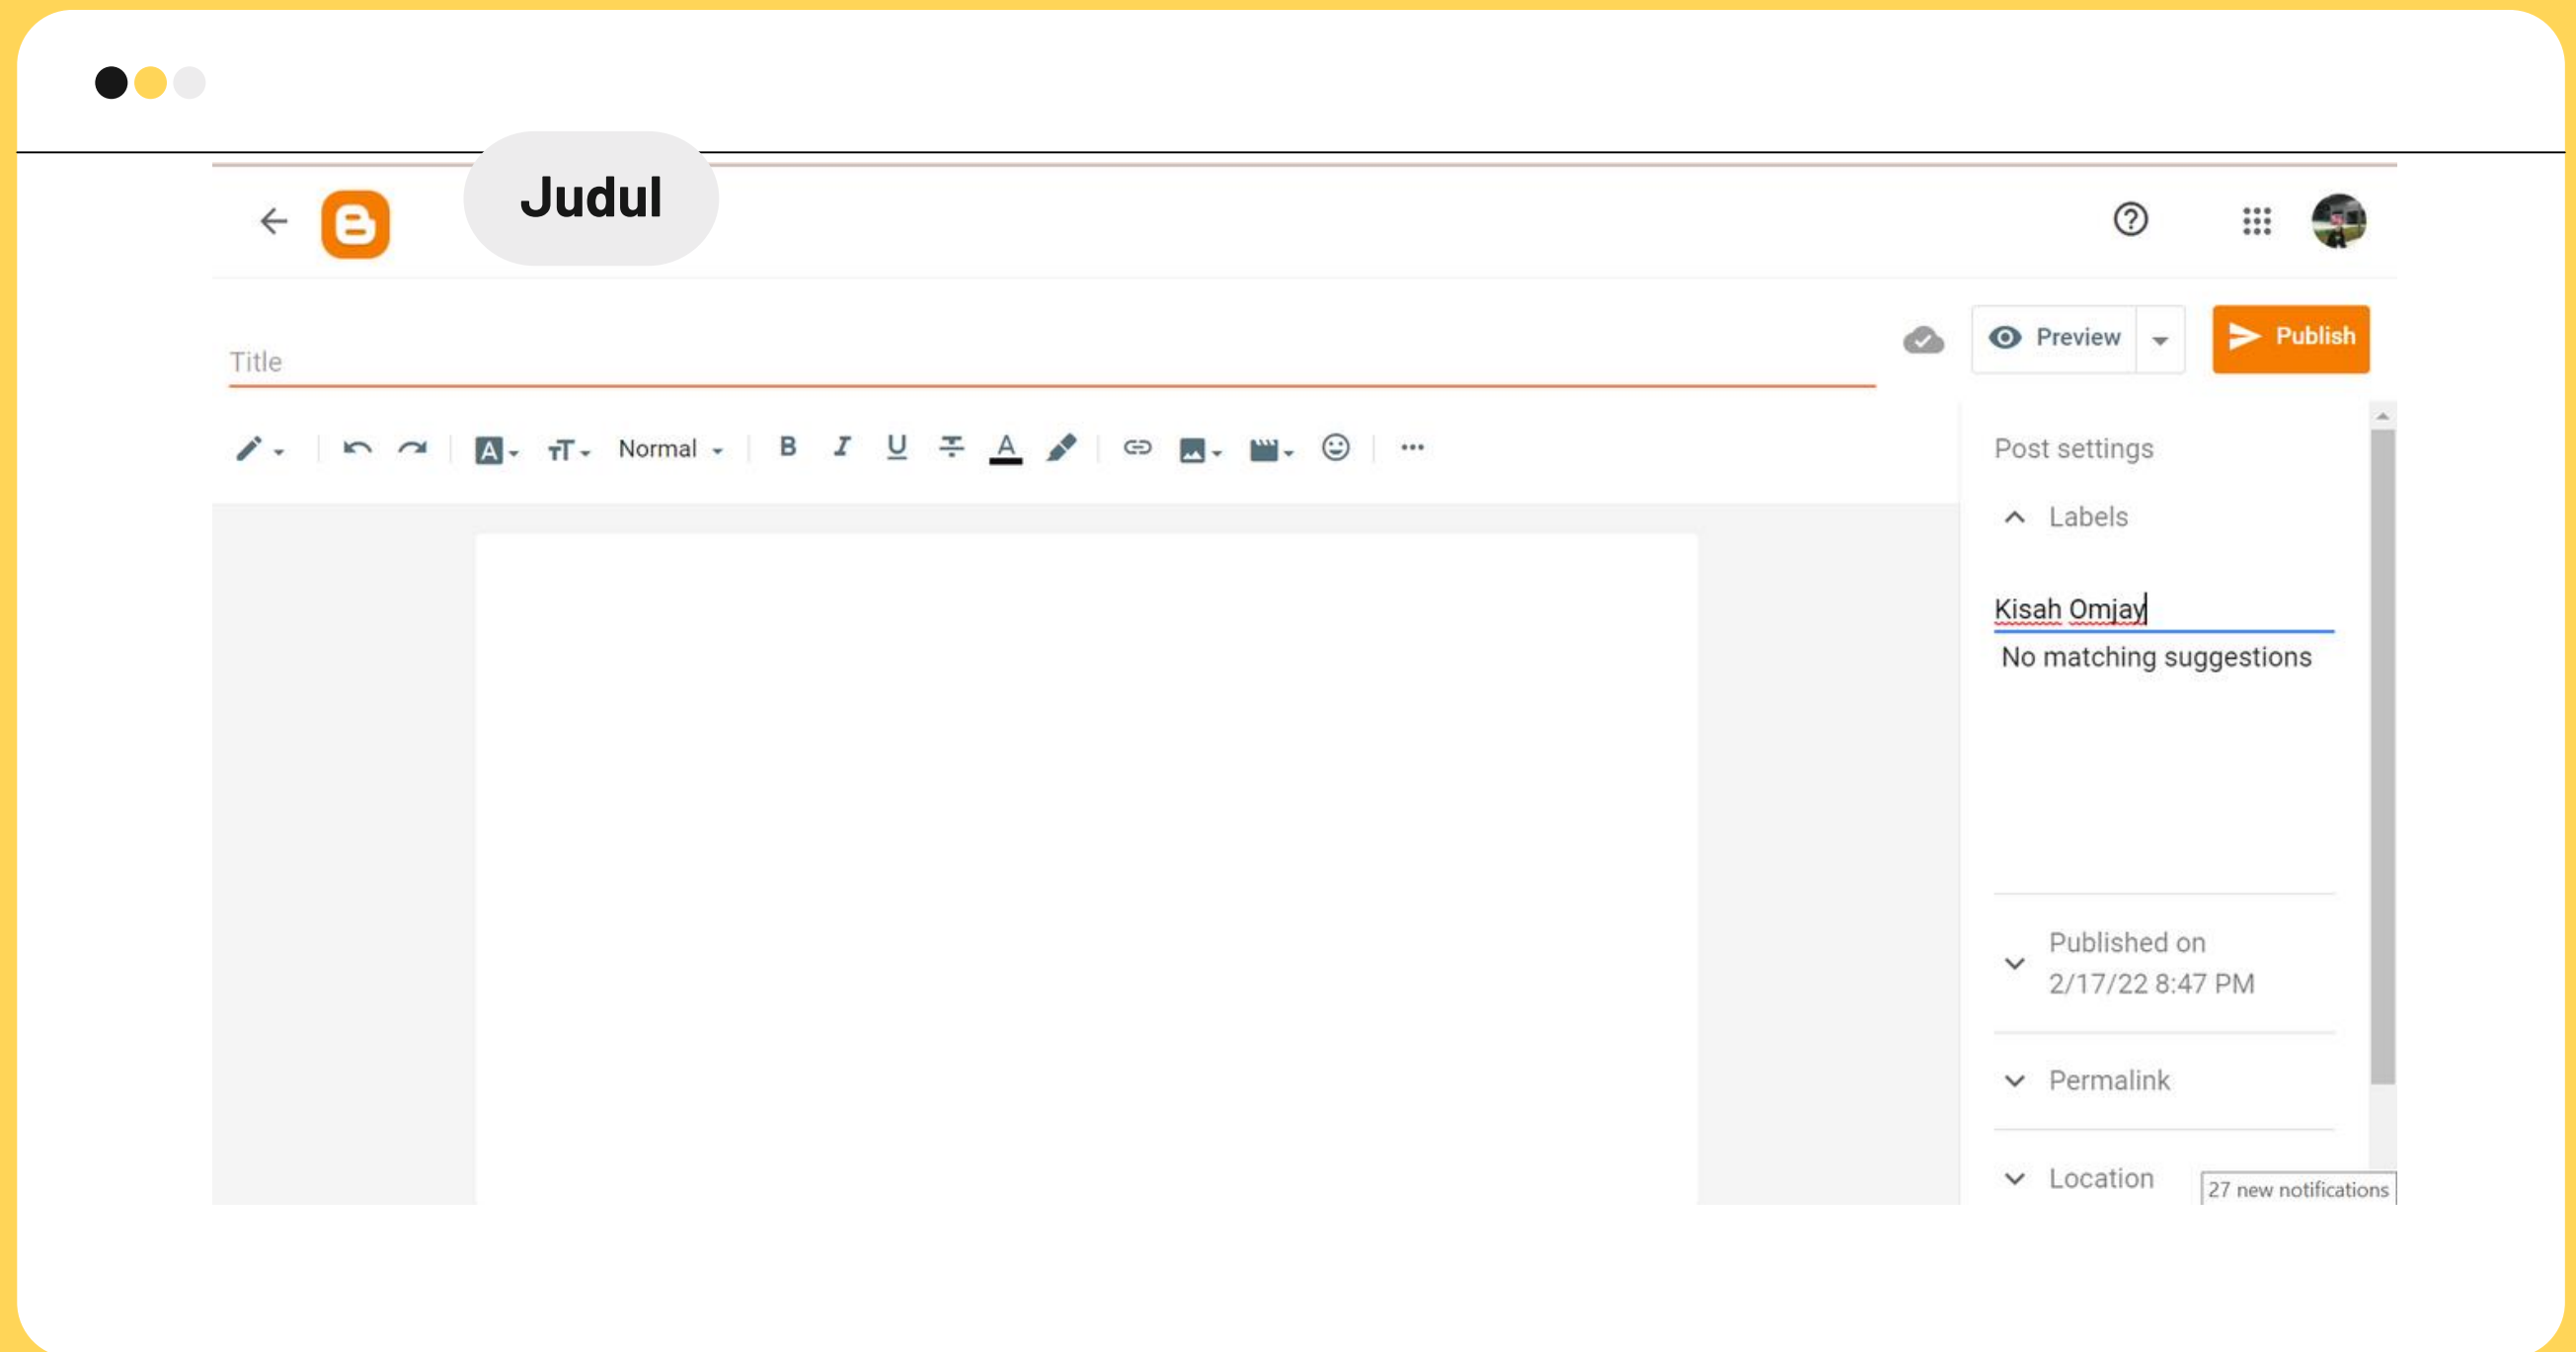 Judul
Title
Preview
Publish
Normal
B I U A
Post settings
Labels
Kisah Omjay
No matching suggestions
Published on
2/17/22 8:47 PM
Permalink
Location
27 new notifications